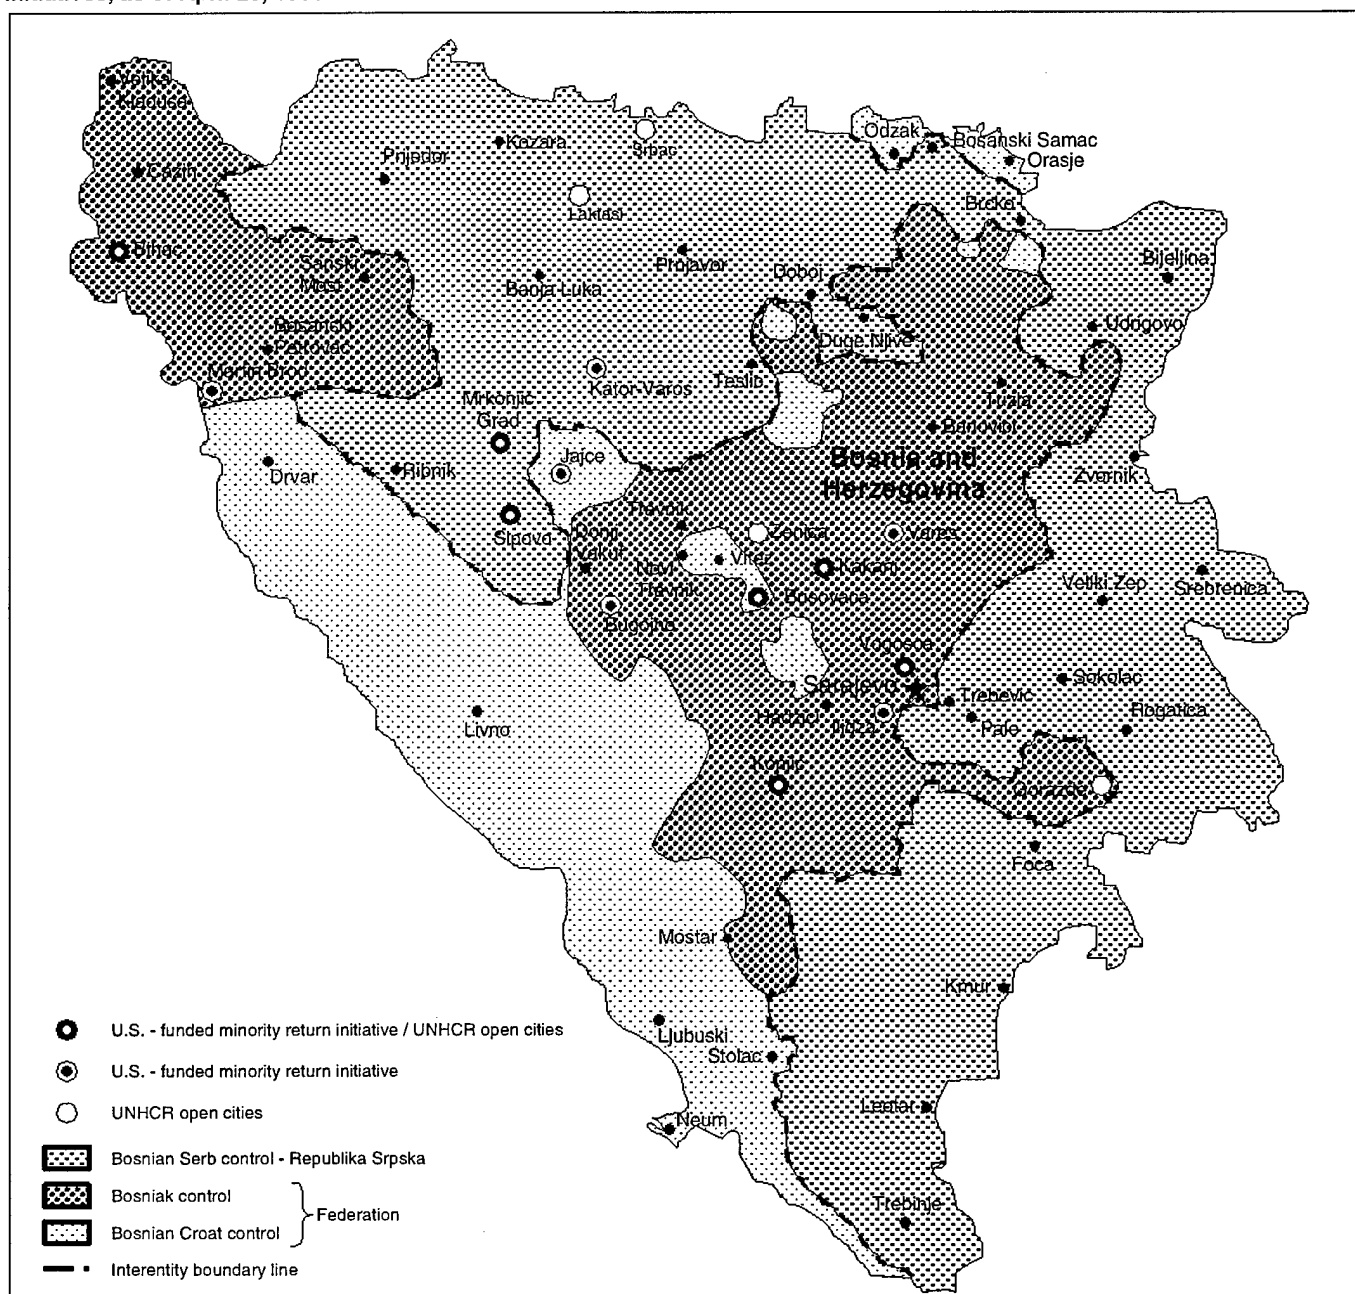 Velika
Kladusa
Cazin
Bihac
Prijedor
Kozara
Srbac
Laktasi
Odzak
Bosanski Samac
Orasje
Brcko
Bijeljina
Sanski
Most
Banja Luka
Prnjavor
Doboj
Duge Njive
Udrigovo
Bosanski
Petrovac
Martin Brod
Kator-Varos
Teslib
Tuzla
Mrkonjic
Grad
Banovici
Drvar
Ribnik
Jajce
Bosnia and
Herzegovina
Zvornik
Sipovo
Travnik
Donji
Vakuf
Novi
Travnik
Vitez
Zenica
Vares
Kakanj
Busovaca
Bugojno
Veliki Zep
Srebrenica
Vogosca
Sarajevo
Trebevic
Sokolac
Hadzici
Ilidza
Pale
Rogatica
Livno
Konjic
Gorazde
Foca
Mostar
Kmur
Ljubuski
Stolac
Leotar
Neum
Trebinje
U.S. - funded minority return initiative / UNHCR open cities
U.S. - funded minority return initiative
UNHCR open cities
Bosnian Serb control - Republika Srpska
Bosniak control
Federation
Bosnian Croat control
Interentity boundary line